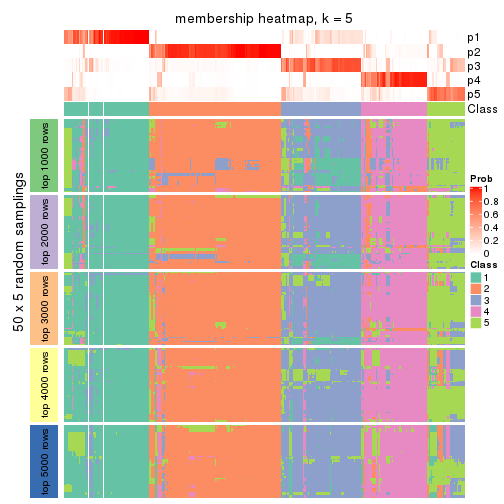 membership heatmap, k = 5
p1
p2
p3
p4
p5
Class
50 x 5 random samplings
top 1000 rows
top 2000 rows
top 3000 rows
top 4000 rows
top 5000 rows
Prob
1
0.8
0.6
0.4
0.2
0
Class
1
2
3
4
5